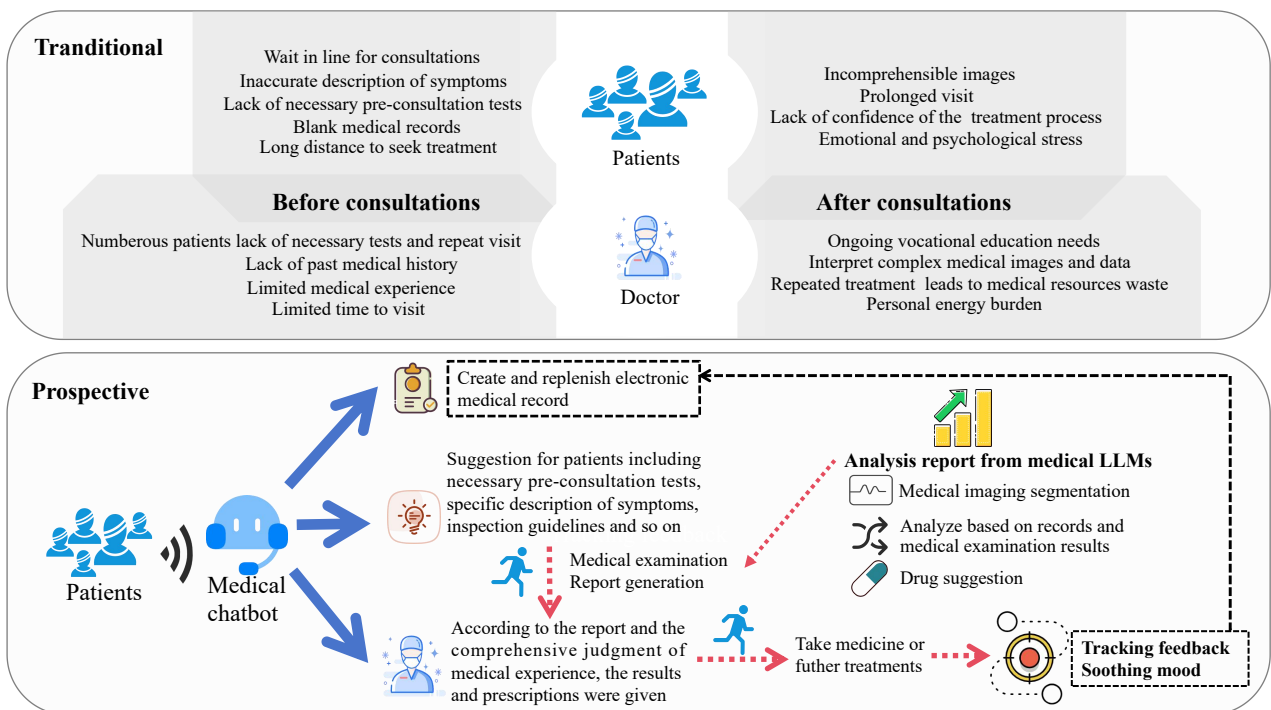 Tranditional
Wait in line for consultations
Inaccurate description of symptoms
Lack of necessary pre-consultation tests
Blank medical records
Long distance to seek treatment
Patients
Incomprehensible images
Prolonged visit
Lack of confidence of the treatment process
Emotional and psychological stress
Before consultations
After consultations
Numberous patients lack of necessary tests and repeat visit
Lack of past medical history
Limited medical experience
Limited time to visit
Doctor
Ongoing vocational education needs
Interpret complex medical images and data
Repeated treatment leads to medical resources waste
Personal energy burden
Prospective
Patients
Medical
chatbot
Create and replenish electronic
medical record
Suggestion for patients including
necessary pre-consultation tests,
specific description of symptoms,
inspection guidelines and so on
Medical examination
Report generation
According to the report and the
comprehensive judgment of
medical experience, the results
and prescriptions were given
Analysis report from medical LLMs
Medical imaging segmentation
Analyze based on records and
medical examination results
Drug suggestion
Take medicine or
futher treatments
Tracking feedback
Soothing mood